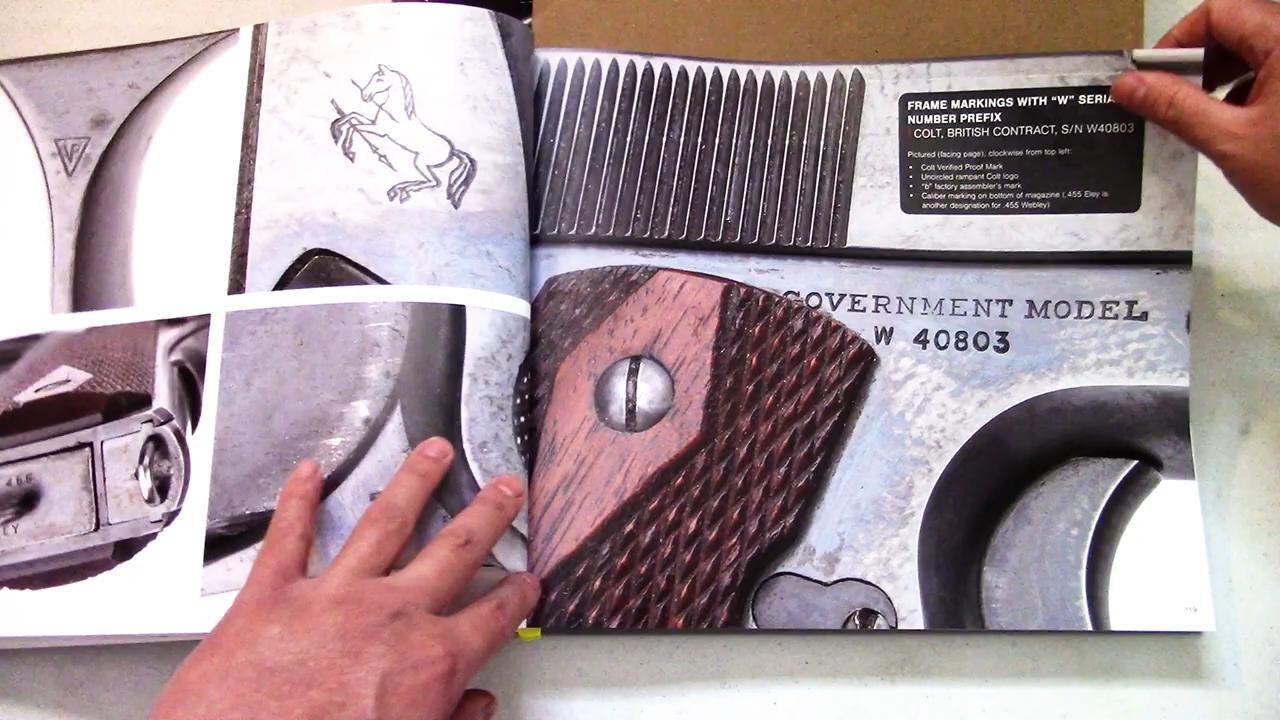 VP
455
EY
FRAME MARKINGS WITH "W" SERIA
NUMBER PREFIX
COLT, BRITISH CONTRACT, S/N W40803
Pictured (facing page), clockwise from top left:
• Colt Verified Proof Mark
• Uncircled rampant Colt logo
• "b" factory assembler's mark
• Caliber marking on bottom of magazine (.455 Eley is
another designation for .455 Webley)
GOVERNMENT MODEL
W 40803
119